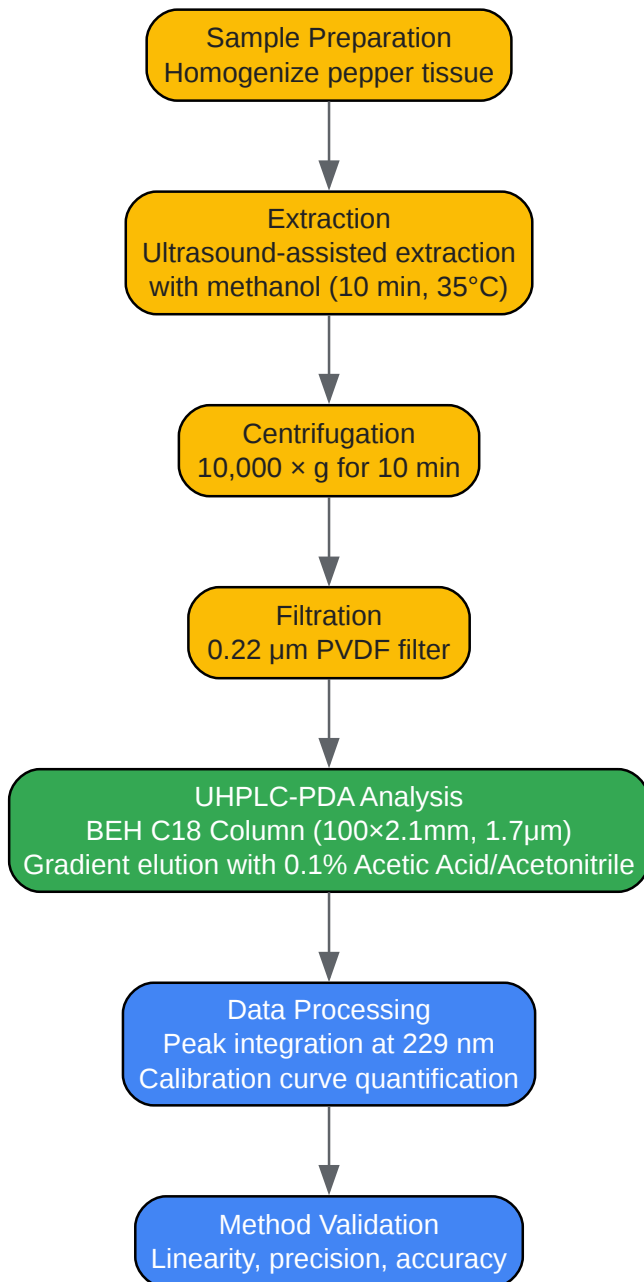 Sample Preparation
Homogenize pepper tissue
Extraction
Ultrasound-assisted extraction
with methanol (10 min, 35°C)
Centrifugation
10,000 × g for 10 min
Filtration
0.22 μm PVDF filter
UHPLC-PDA Analysis
BEH C18 Column (100×2.1mm, 1.7μm)
Gradient elution with 0.1% Acetic Acid/Acetonitrile
Data Processing
Peak integration at 229 nm
Calibration curve quantification
Method Validation
Linearity, precision, accuracy